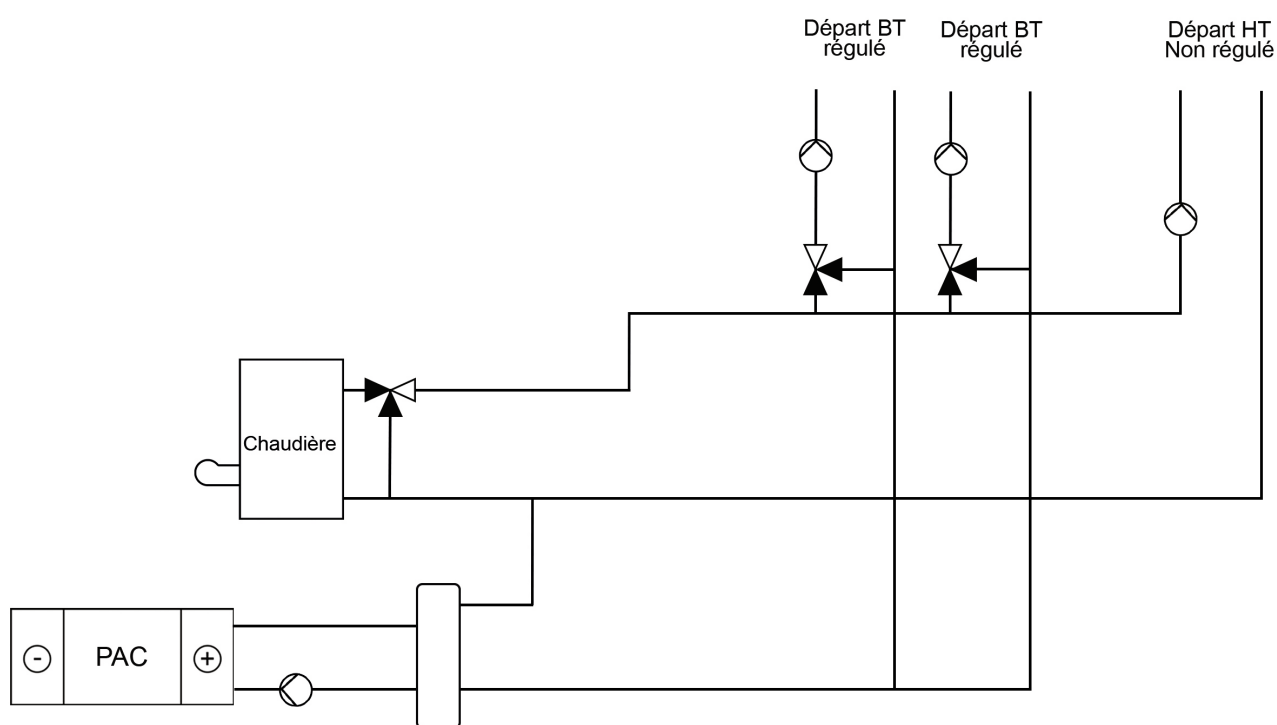 Départ BT
régulé
Départ BT
régulé
Départ HT
Non régulé
Chaudière
- PAC +